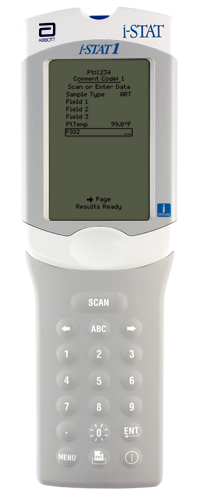 ABBOTT
i-STAT
i-STAT 1
Pt:1234
Comment Code: 1
Scan or Enter Data
Sample Type ART
Field 1
Field 2
Field 3
PtTemp 99.0°F
FIO2
Page
Results Ready
i
SCAN
ABC
1 2 3
4 5 6
7 8 9
. 0 ENT
MENU